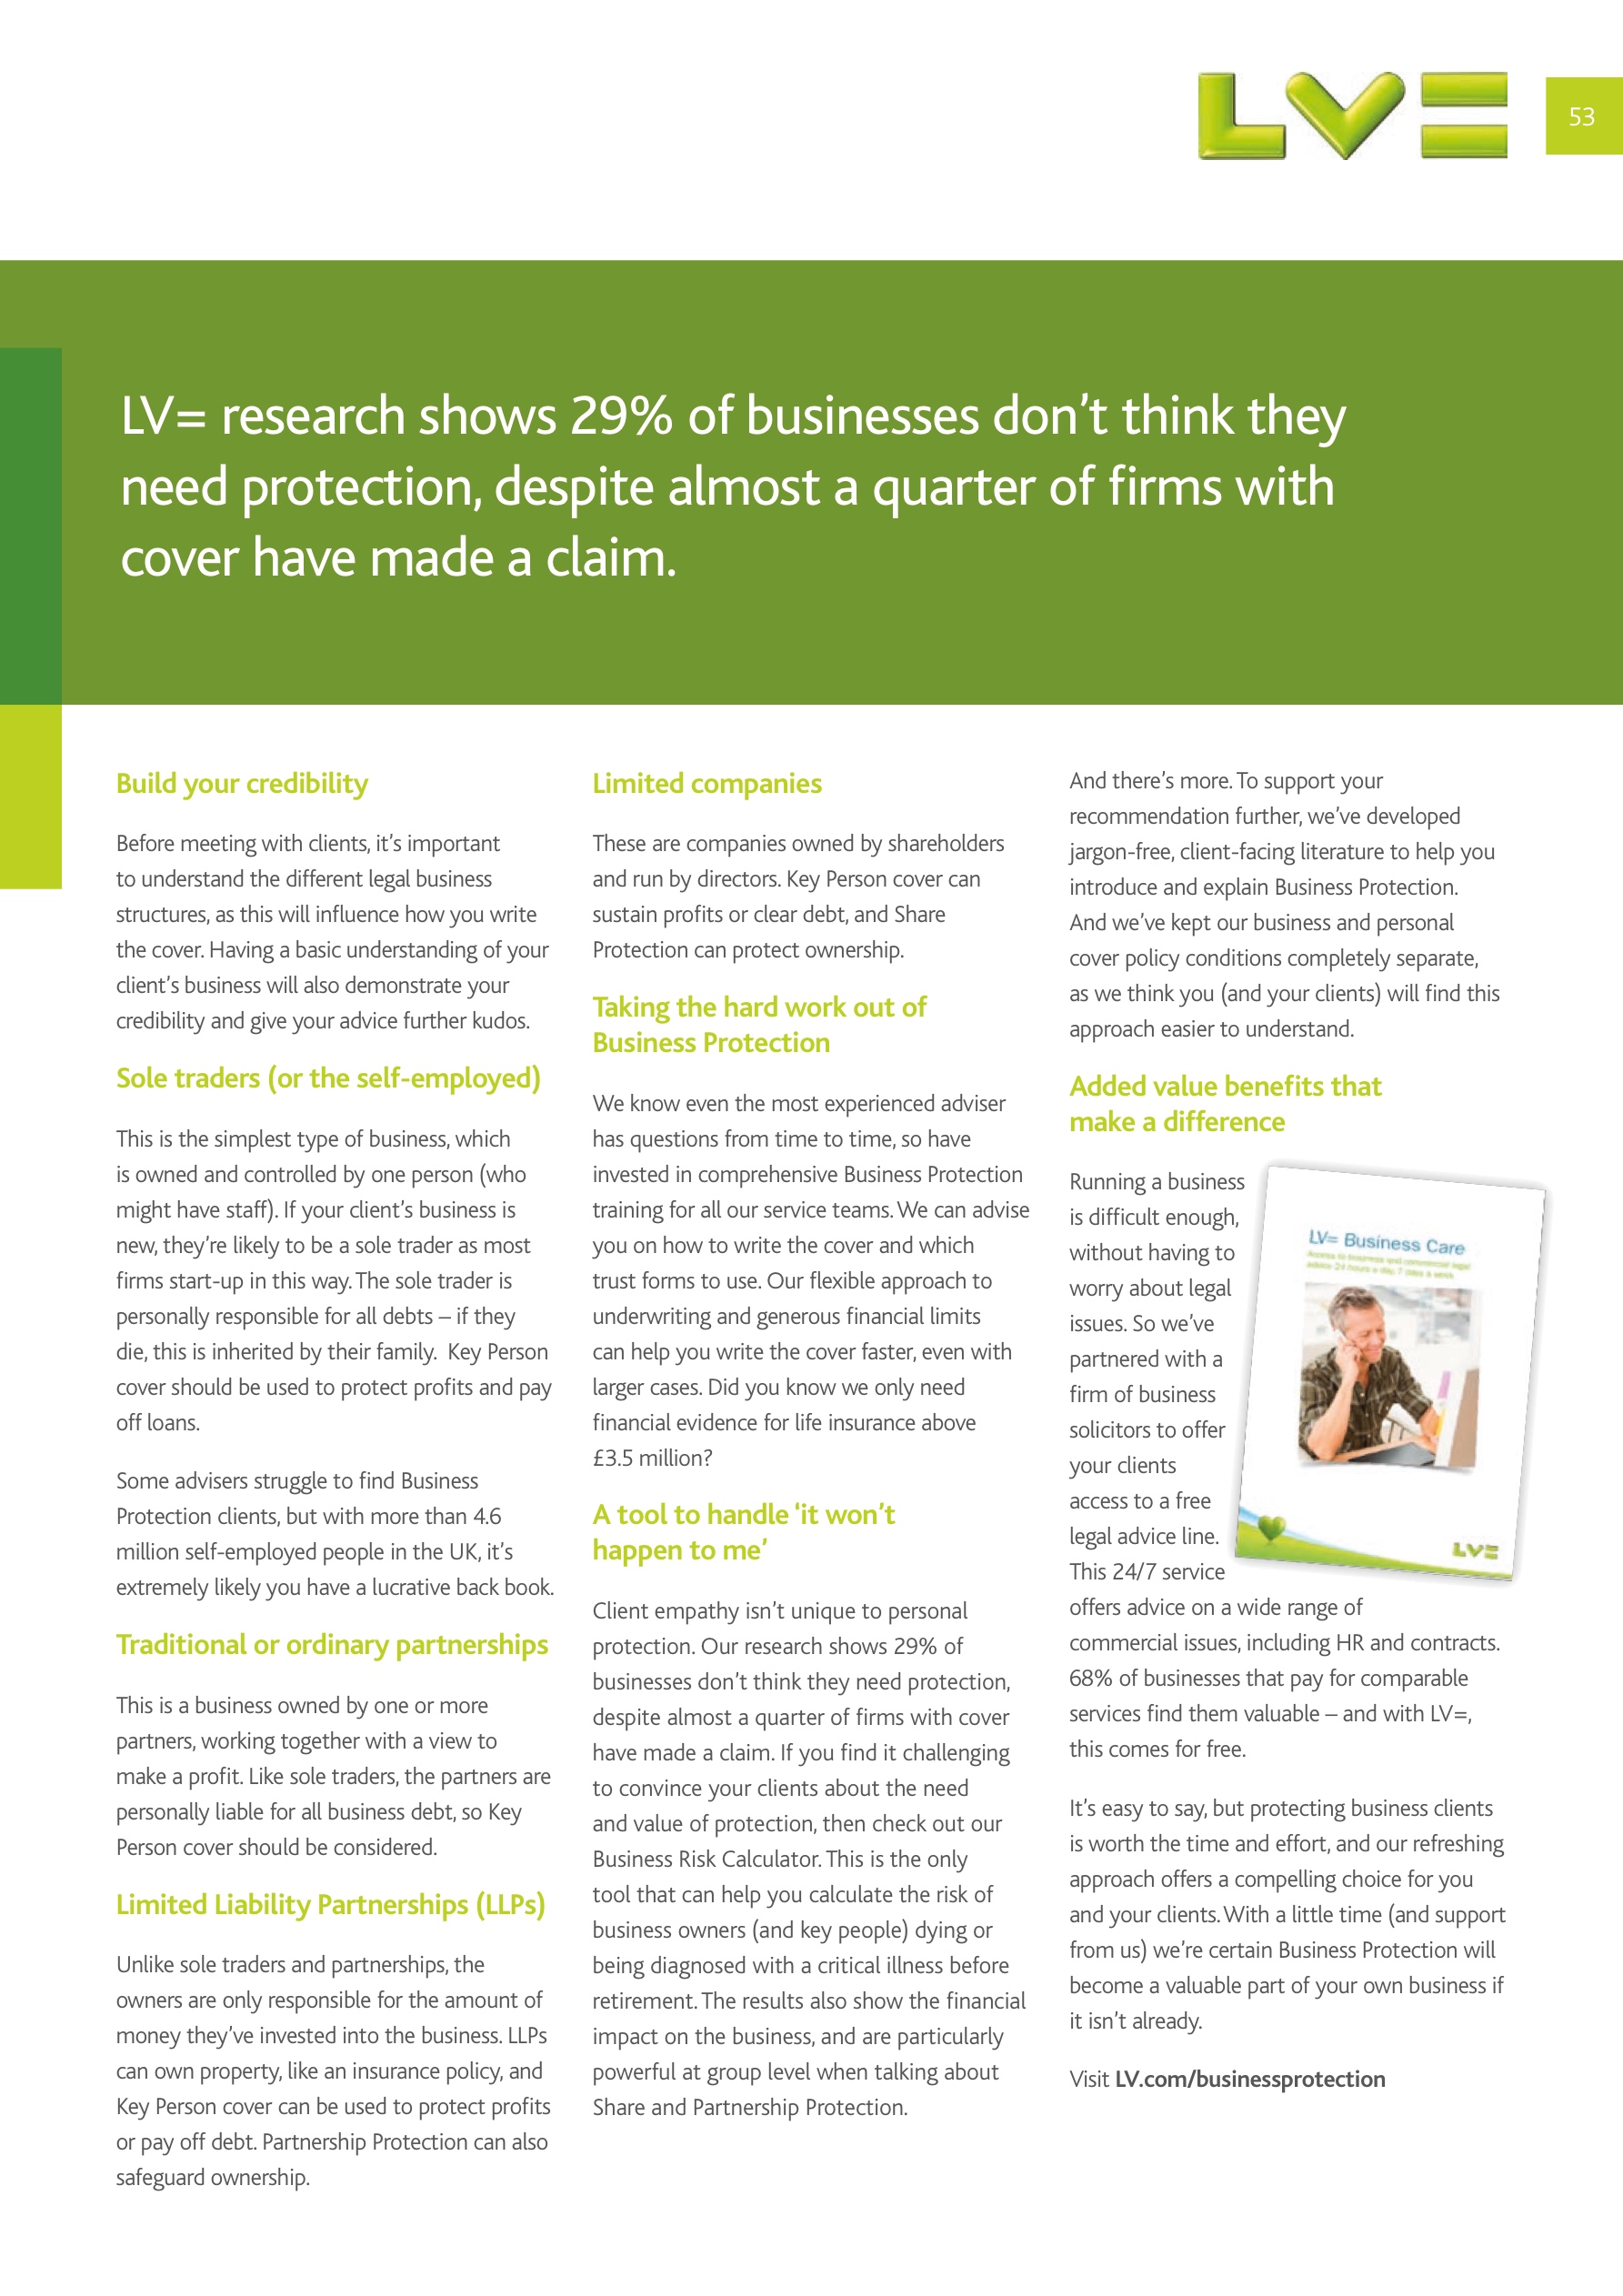 LV=
53
LV= research shows 29% of businesses don't think they
need protection, despite almost a quarter of firms with
cover have made a claim.
Build your credibility
Before meeting with clients, it's important
to understand the different legal business
structures, as this will influence how you write
the cover. Having a basic understanding of your
client's business will also demonstrate your
credibility and give your advice further kudos.
Sole traders (or the self-employed)
This is the simplest type of business, which
is owned and controlled by one person (who
might have staff). If your client's business is
new, they're likely to be a sole trader as most
firms start-up in this way. The sole trader is
personally responsible for all debts – if they
die, this is inherited by their family.  Key Person
cover should be used to protect profits and pay
off loans.
Some advisers struggle to find Business
Protection clients, but with more than 4.6
million self-employed people in the UK, it's
extremely likely you have a lucrative back book.
Traditional or ordinary partnerships
This is a business owned by one or more
partners, working together with a view to
make a profit. Like sole traders, the partners are
personally liable for all business debt, so Key
Person cover should be considered.
Limited Liability Partnerships (LLPs)
Unlike sole traders and partnerships, the
owners are only responsible for the amount of
money they've invested into the business. LLPs
can own property, like an insurance policy, and
Key Person cover can be used to protect profits
or pay off debt. Partnership Protection can also
safeguard ownership.
Limited companies
These are companies owned by shareholders
and run by directors. Key Person cover can
sustain profits or clear debt, and Share
Protection can protect ownership.
Taking the hard work out of
Business Protection
We know even the most experienced adviser
has questions from time to time, so have
invested in comprehensive Business Protection
training for all our service teams. We can advise
you on how to write the cover and which
trust forms to use. Our flexible approach to
underwriting and generous financial limits
can help you write the cover faster, even with
larger cases. Did you know we only need
financial evidence for life insurance above
£3.5 million?
A tool to handle 'it won't
happen to me'
Client empathy isn't unique to personal
protection. Our research shows 29% of
businesses don't think they need protection,
despite almost a quarter of firms with cover
have made a claim. If you find it challenging
to convince your clients about the need
and value of protection, then check out our
Business Risk Calculator. This is the only
tool that can help you calculate the risk of
business owners (and key people) dying or
being diagnosed with a critical illness before
retirement. The results also show the financial
impact on the business, and are particularly
powerful at group level when talking about
Share and Partnership Protection.
And there's more. To support your
recommendation further, we've developed
jargon-free, client-facing literature to help you
introduce and explain Business Protection.
And we've kept our business and personal
cover policy conditions completely separate,
as we think you (and your clients) will find this
approach easier to understand.
Added value benefits that
make a difference
Running a business
is difficult enough,
without having to
worry about legal
issues. So we've
partnered with a
firm of business
solicitors to offer
your clients
access to a free
legal advice line.
This 24/7 service
offers advice on a wide range of
commercial issues, including HR and contracts.
68% of businesses that pay for comparable
services find them valuable – and with LV=,
this comes for free.
It's easy to say, but protecting business clients
is worth the time and effort, and our refreshing
approach offers a compelling choice for you
and your clients. With a little time (and support
from us) we're certain Business Protection will
become a valuable part of your own business if
it isn't already.
Visit LV.com/businessprotection
LV= Business Care
Access to business and commercial legal
advice 24 hours a day, 7 days a week
LV=